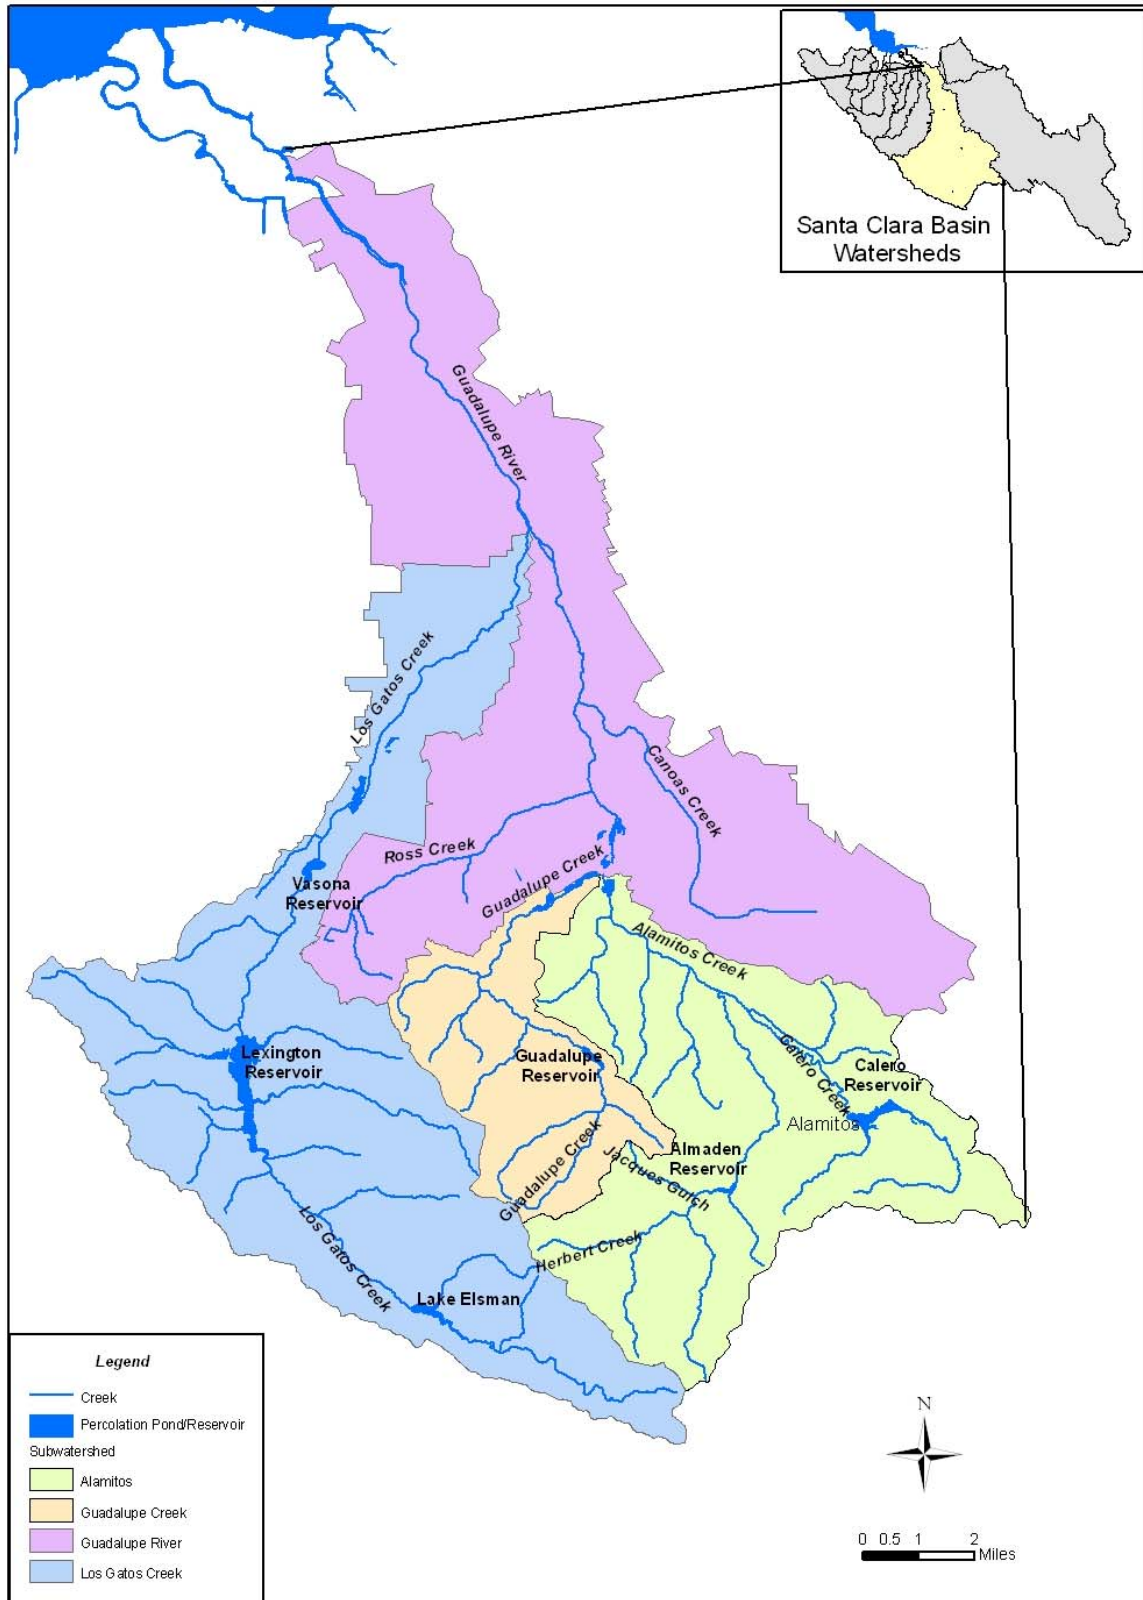 Santa Clara Basin
Watersheds
Guadalupe River
Los Gatos Creek
Canoas Creek
Ross Creek
Guadalupe Creek
Vasona
Reservoir
Alamitos Creek
Lexington
Reservoir
Guadalupe
Reservoir
Calero Creek
Calero
Reservoir
Alamitos
Almaden
Reservoir
Guadalupe Creek
Jacques Gulch
Los Gatos Creek
Herbert Creek
Lake Elsman
Legend
Creek
Percolation Pond/Reservoir
Subwatershed
Alamitos
Guadalupe Creek
Guadalupe River
Los Gatos Creek
N
0 0.5 1 2
Miles